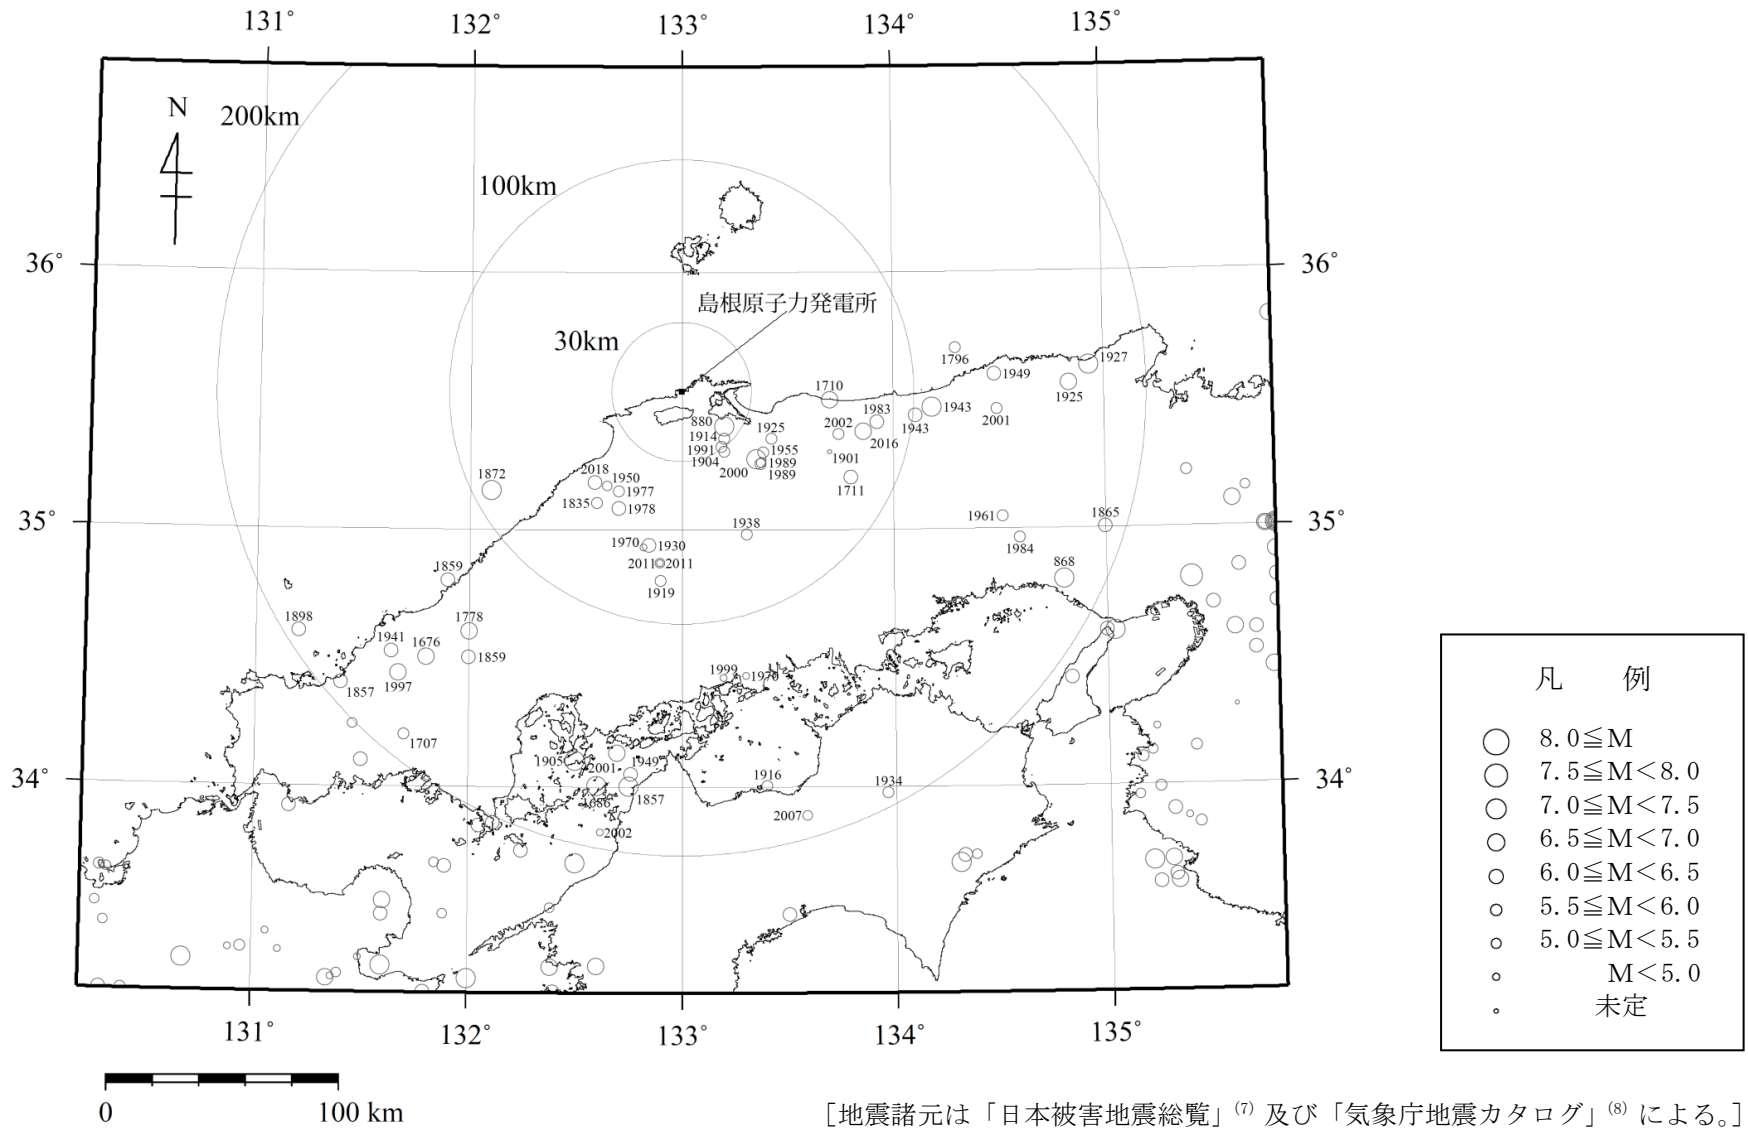 131° 132° 133° 134° 135°
N
200km
100km
36° 36°
島根原子力発電所
30km
1796 1927
1949
1710 1925
1983 1943
880 2002 1943 2001
1914 1925 2016
1991 1955 1901
1904 1989
2000 1989
1872 2018 1950 1711
1977
1835 1978
35° 1961 1865 35°
1938
1970 1930 1984
2011 2011
1859 868
1919
1898 1778
1941 1676
1859
1857 1997 1999 1970
1707
1905 2001 1949
34° 1916 1934 34°
1686 1857
2007
2002
131° 132° 133° 134° 135°
0 100 km
凡 例
8.0≦M
7.5≦M<8.0
7.0≦M<7.5
6.5≦M<7.0
6.0≦M<6.5
5.5≦M<6.0
5.0≦M<5.5
M<5.0
未定
[地震諸元は「日本被害地震総覧」(7) 及び「気象庁地震カタログ」(8) による。]